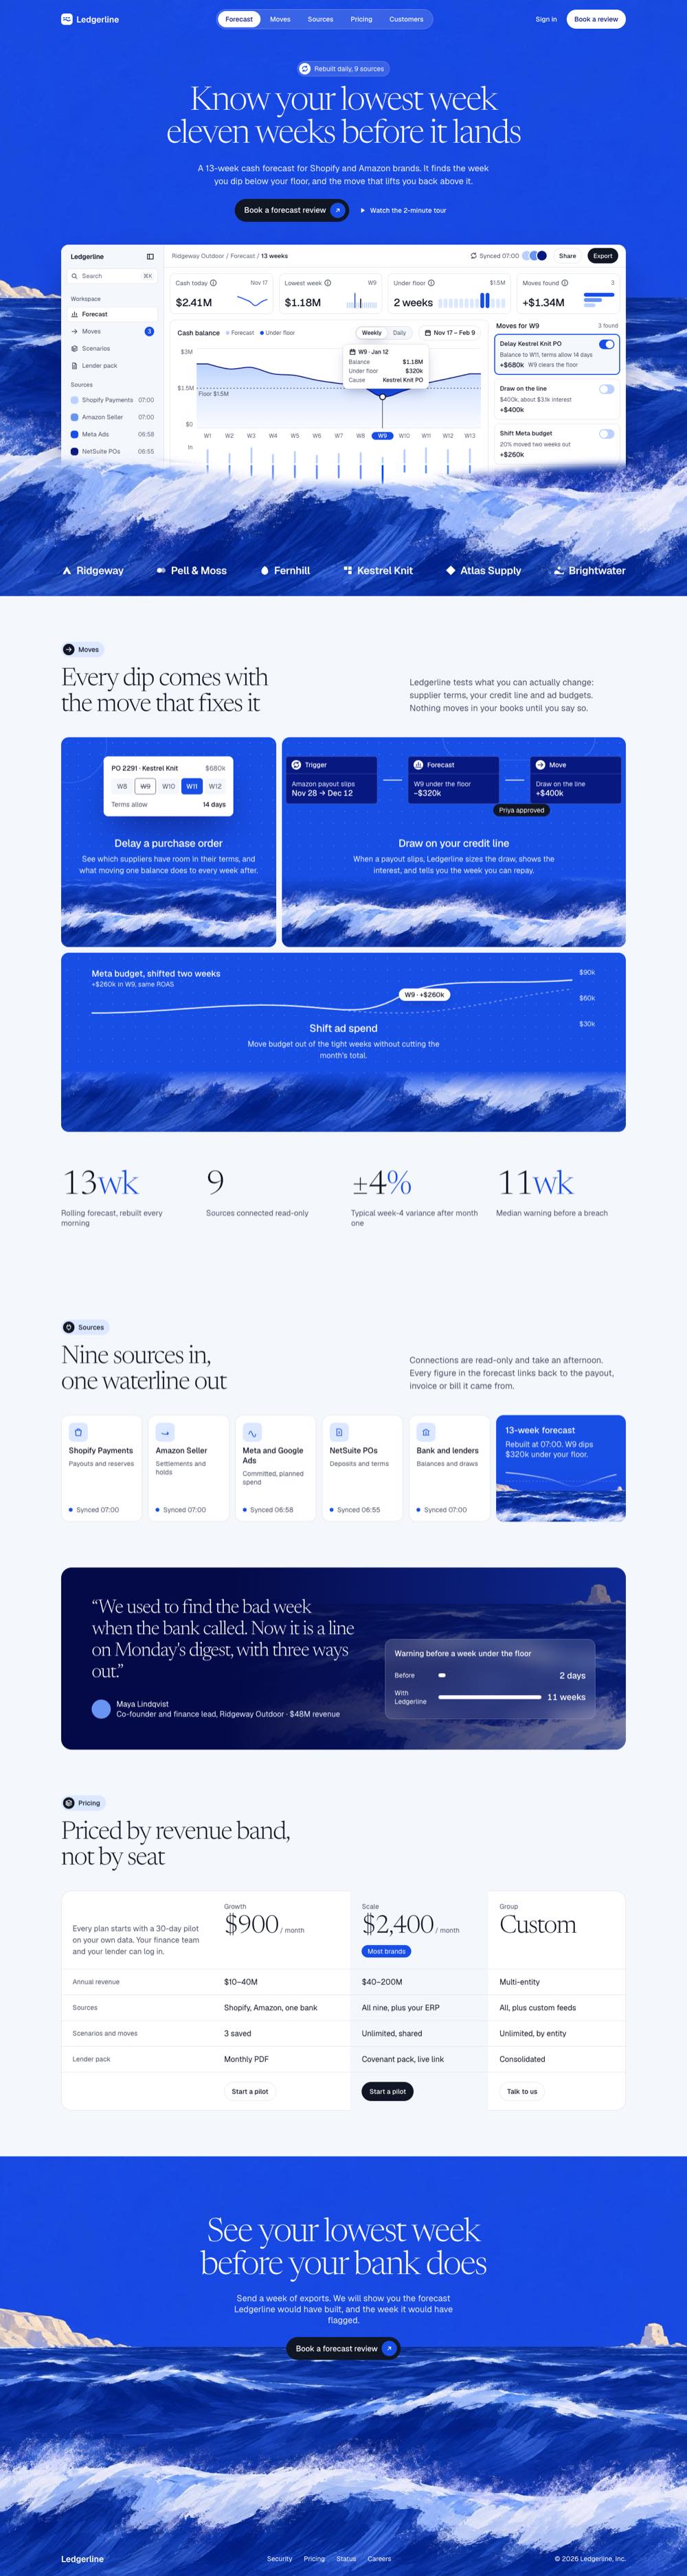 Ledgerline
Forecast Moves Sources Pricing Customers
Sign in
Book a review
Rebuilt daily, 9 sources
Know your lowest week
eleven weeks before it lands
A 13-week cash forecast for Shopify and Amazon brands. It finds the week
you dip below your floor, and the move that lifts you back above it.
Book a forecast review
Watch the 2-minute tour
Ledgerline
Search ⌘K
Workspace
Forecast
Moves 3
Scenarios
Lender pack
Sources
Shopify Payments 07:00
Amazon Seller 07:00
Meta Ads 06:58
NetSuite POs 06:55
Ridgeway Outdoor / Forecast / 13 weeks
Synced 07:00
Share
Export
Cash today Nov 17
$2.41M
Lowest week W9
$1.18M
Under floor $1.5M
2 weeks
Moves found 3
+$1.34M
Cash balance Forecast Under floor
Weekly Daily
Nov 17 – Feb 9
W9 · Jan 12
Balance $1.18M
Under floor $320k
Cause Kestrel Knit PO
$3M
$1.5M
Floor $1.5M
$0
W1 W2 W3 W4 W5 W6 W7 W8 W9 W10 W11 W12 W13
In
Moves for W9 3 found
Delay Kestrel Knit PO
Balance to W11, terms allow 14 days
+$680k W9 clears the floor
Draw on the line
$400k, about $3.1k interest
+$400k
Shift Meta budget
20% moved two weeks out
+$260k
Ridgeway
Pell & Moss
Fernhill
Kestrel Knit
Atlas Supply
Brightwater
Moves
Every dip comes with
the move that fixes it
Ledgerline tests what you can actually change:
supplier terms, your credit line and ad budgets.
Nothing moves in your books until you say so.
PO 2291 · Kestrel Knit $680k
W8 W9 W10 W11 W12
Terms allow 14 days
Delay a purchase order
See which suppliers have room in their terms, and
what moving one balance does to every week after.
Trigger
Amazon payout slips
Nov 28 → Dec 12
Forecast
W9 under the floor
−$320k
Move
Draw on the line
+$400k
Priya approved
Draw on your credit line
When a payout slips, Ledgerline sizes the draw, shows the
interest, and tells you the week you can repay.
Meta budget, shifted two weeks
+$260k in W9, same ROAS
$90k
$60k
$30k
W9 · +$260k
Shift ad spend
Move budget out of the tight weeks without cutting the
month's total.
13wk
Rolling forecast, rebuilt every
morning
9
Sources connected read-only
±4%
Typical week-4 variance after month
one
11wk
Median warning before a breach
Sources
Nine sources in,
one waterline out
Connections are read-only and take an afternoon.
Every figure in the forecast links back to the payout,
invoice or bill it came from.
Shopify Payments
Payouts and reserves
Synced 07:00
Amazon Seller
Settlements and
holds
Synced 07:00
Meta and Google
Ads
Committed, planned
spend
Synced 06:58
NetSuite POs
Deposits and terms
Synced 06:55
Bank and lenders
Balances and draws
Synced 07:00
13-week forecast
Rebuilt at 07:00. W9 dips
$320k under your floor.
“We used to find the bad week
when the bank called. Now it is a line
on Monday's digest, with three ways
out.”
Maya Lindqvist
Co-founder and finance lead, Ridgeway Outdoor · $48M revenue
Warning before a week under the floor
Before 2 days
With
Ledgerline
11 weeks
Pricing
Priced by revenue band,
not by seat
Every plan starts with a 30-day pilot
on your own data. Your finance team
and your lender can log in.
Growth
$900 / month
Scale
$2,400 / month
Most brands
Group
Custom
Annual revenue $10–40M $40–200M Multi-entity
Sources Shopify, Amazon, one bank All nine, plus your ERP All, plus custom feeds
Scenarios and moves 3 saved Unlimited, shared Unlimited, by entity
Lender pack Monthly PDF Covenant pack, live link Consolidated
Start a pilot
Start a pilot
Talk to us
See your lowest week
before your bank does
Send a week of exports. We will show you the forecast
Ledgerline would have built, and the week it would have
flagged.
Book a forecast review
Ledgerline
Security Pricing Status Careers
© 2026 Ledgerline, Inc.